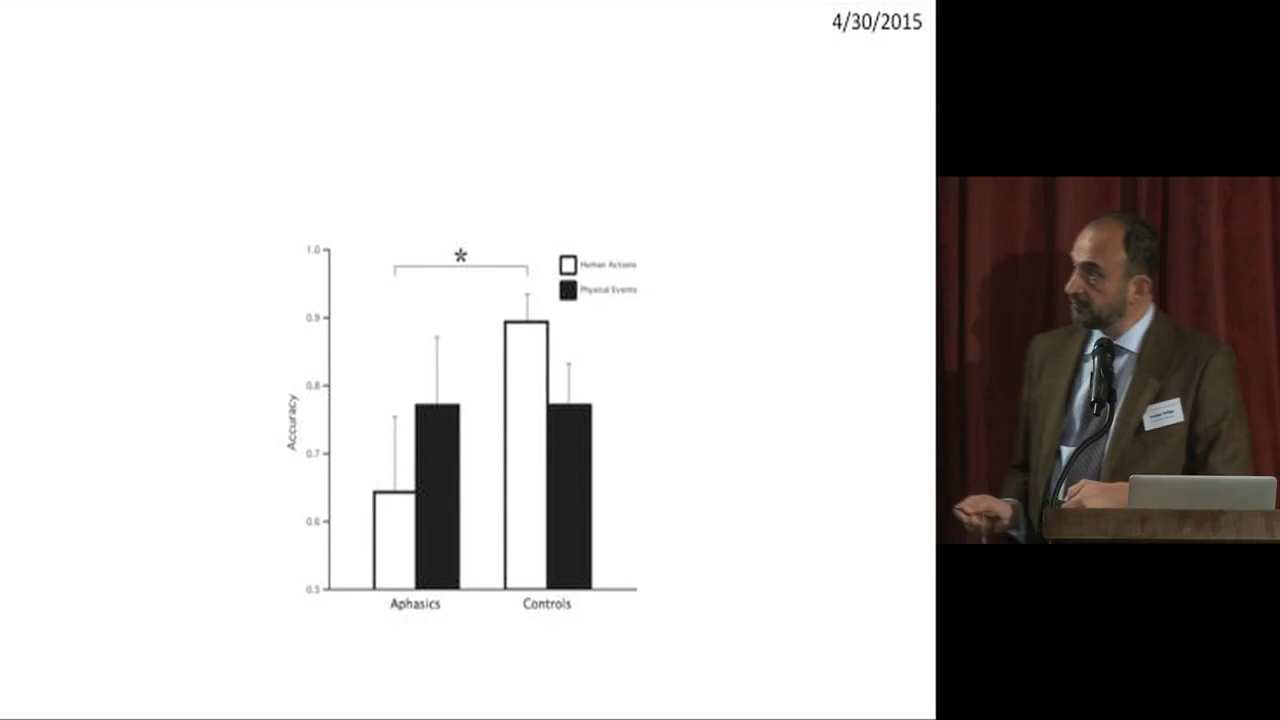 4/30/2015
*
1.0
Human Actions
Physical Events
0.9
0.8
Accuracy
0.7
0.6
0.5
Aphasics
Controls